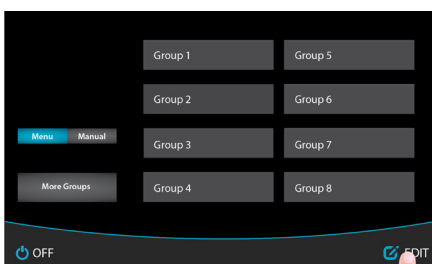 Group 1
Group 5
Group 2
Group 6
Menu
Manual
Group 3
Group 7
More Groups
Group 4
Group 8
OFF
EDIT